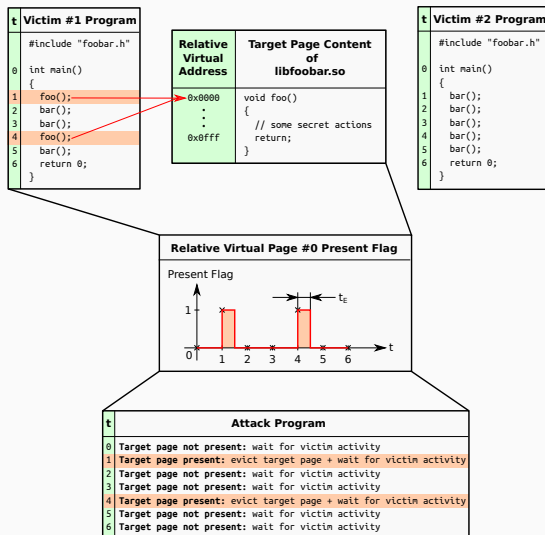 t Victim #1 Program
#include "foobar.h"
0 int main()
{
1 foo();
2 bar();
3 bar();
4 foo();
5 bar();
6 return 0;
}
Relative Virtual Address
Target Page Content of libfoobar.so
0x0000 void foo()
{
// some secret actions
0x0fff return;
}
t Victim #2 Program
#include "foobar.h"
0 int main()
{
1 bar();
2 bar();
3 bar();
4 bar();
5 bar();
6 return 0;
}
Relative Virtual Page #0 Present Flag
Present Flag
tE
1
0 1 2 3 4 5 6 t
t Attack Program
0 Target page not present: wait for victim activity
1 Target page present: evict target page + wait for victim activity
2 Target page not present: wait for victim activity
3 Target page not present: wait for victim activity
4 Target page present: evict target page + wait for victim activity
5 Target page not present: wait for victim activity
6 Target page not present: wait for victim activity